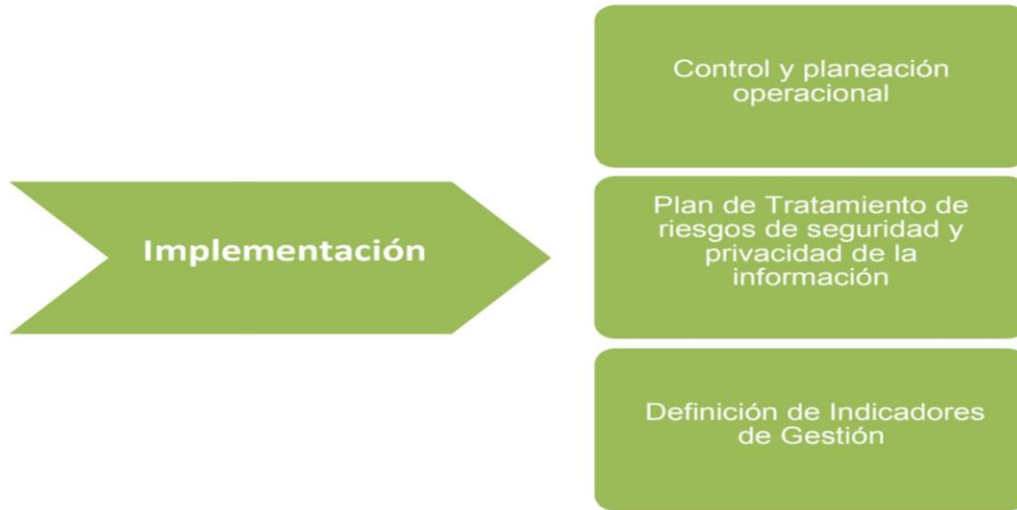 Implementación
Control y planeación
operacional
Plan de Tratamiento de
riesgos de seguridad y
privacidad de la
información
Definición de Indicadores
de Gestión